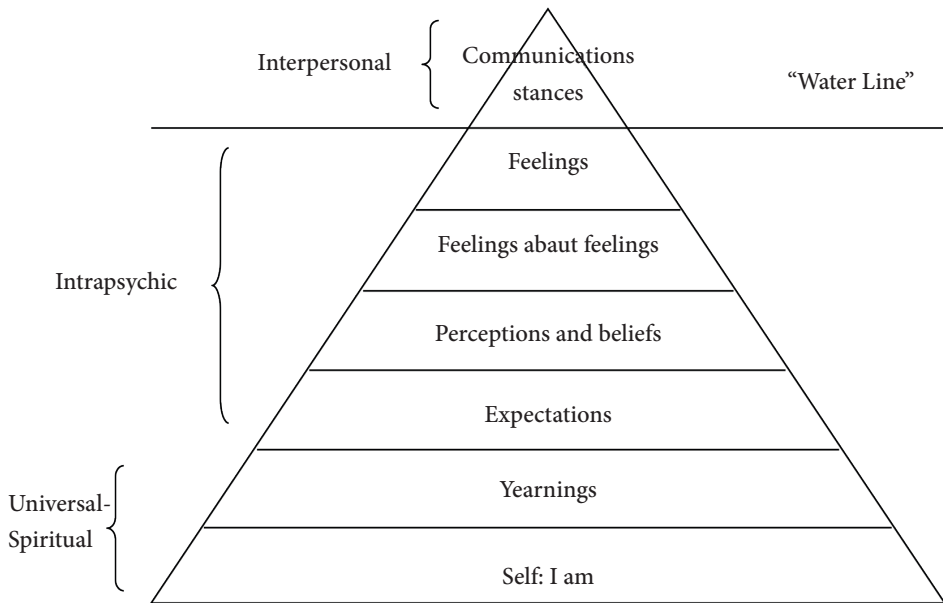 Interpersonal
Communications
stances
“Water Line”
Feelings
Feelings abaut feelings
Intrapsychic
Perceptions and beliefs
Expectations
Universal-
Spiritual
Yearnings
Self: I am